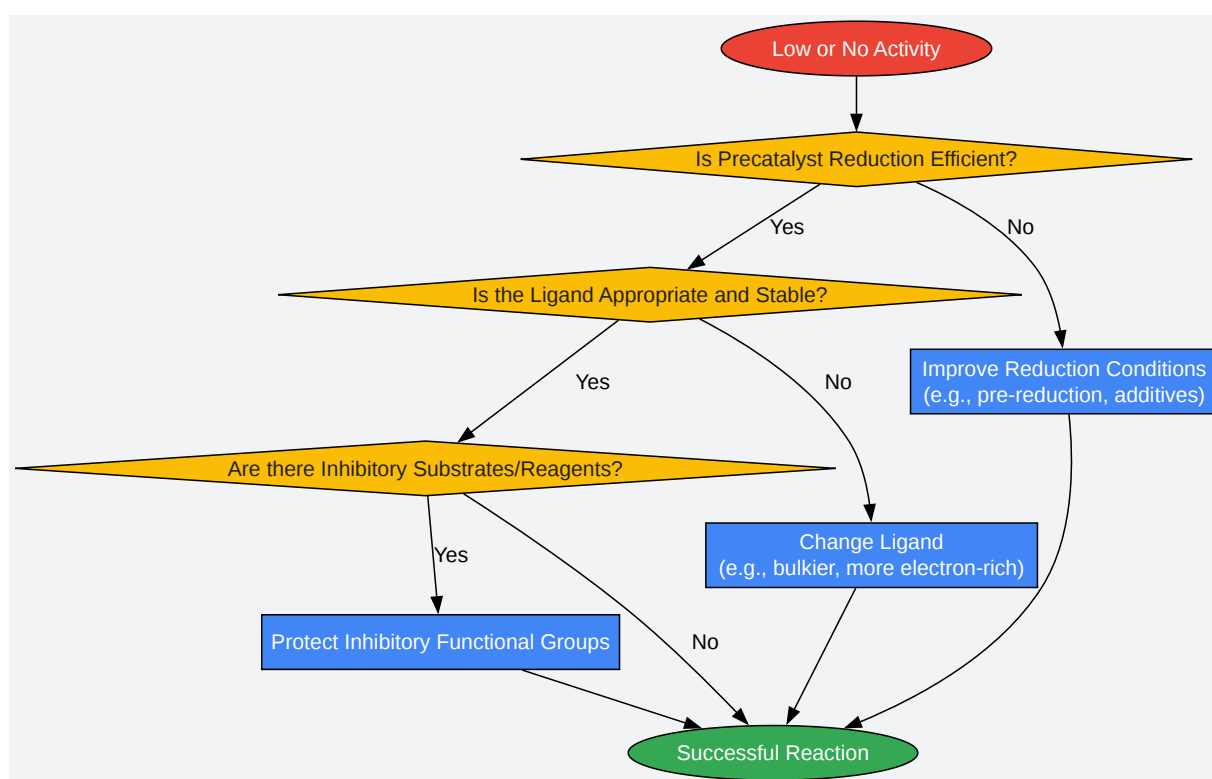 Low or No Activity
Is Precatalyst Reduction Efficient?
Yes
No
Is the Ligand Appropriate and Stable?
Improve Reduction Conditions
(e.g., pre-reduction, additives)
Yes
No
Are there Inhibitory Substrates/Reagents?
Change Ligand
(e.g., bulkier, more electron-rich)
Yes
No
Protect Inhibitory Functional Groups
Successful Reaction